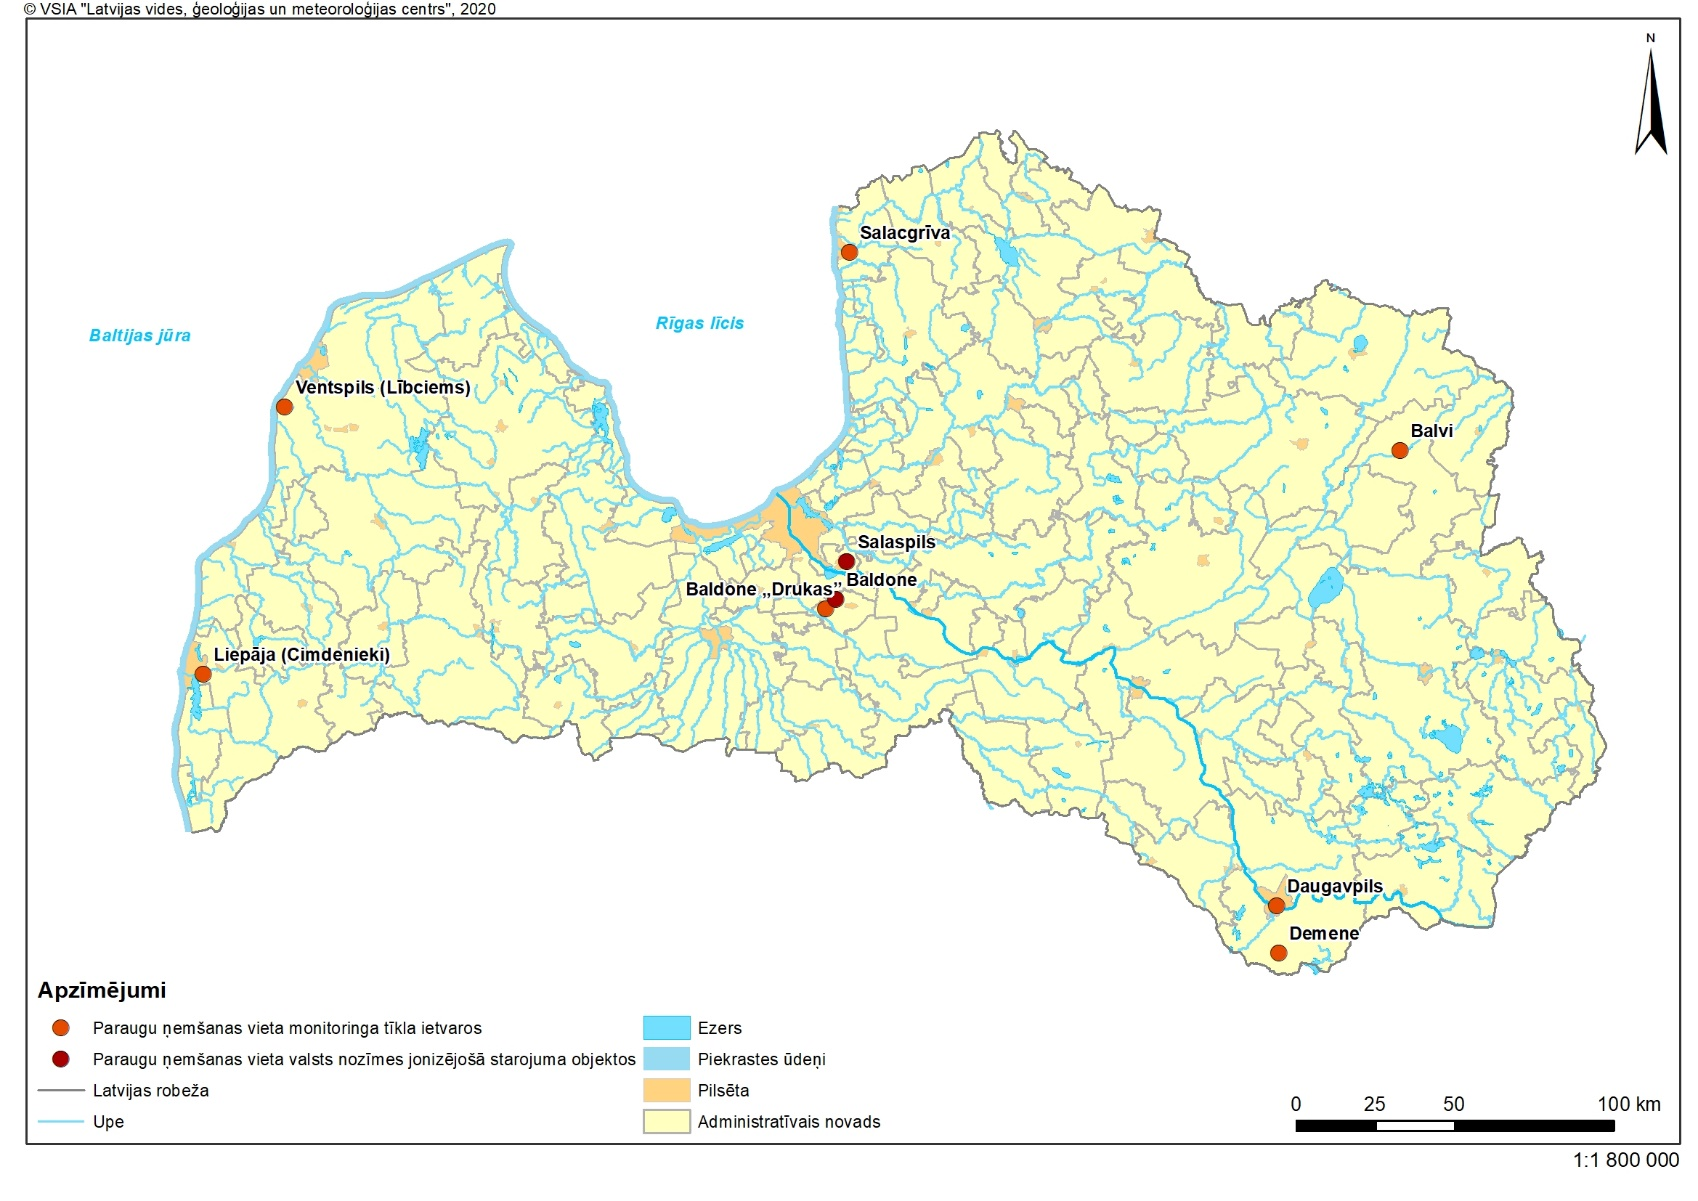 © VSIA "Latvijas vides, ģeoloģijas un meteoroloģijas centrs", 2020
N
Salacgrīva
Baltijas jūra
Rīgas līcis
Ventspils (Lībciems)
Balvi
Salaspils
Baldone „Drukas”
Baldone
Liepāja (Cimdenieki)
Daugavpils
Demene
Apzīmējumi
Paraugu ņemšanas vieta monitoringa tīkla ietvaros
Paraugu ņemšanas vieta valsts nozīmes jonizējošā starojuma objektos
Latvijas robeža
Upe
Ezers
Piekrastes ūdeņi
Pilsēta
Administratīvais novads
0 25 50 100 km
1:1 800 000